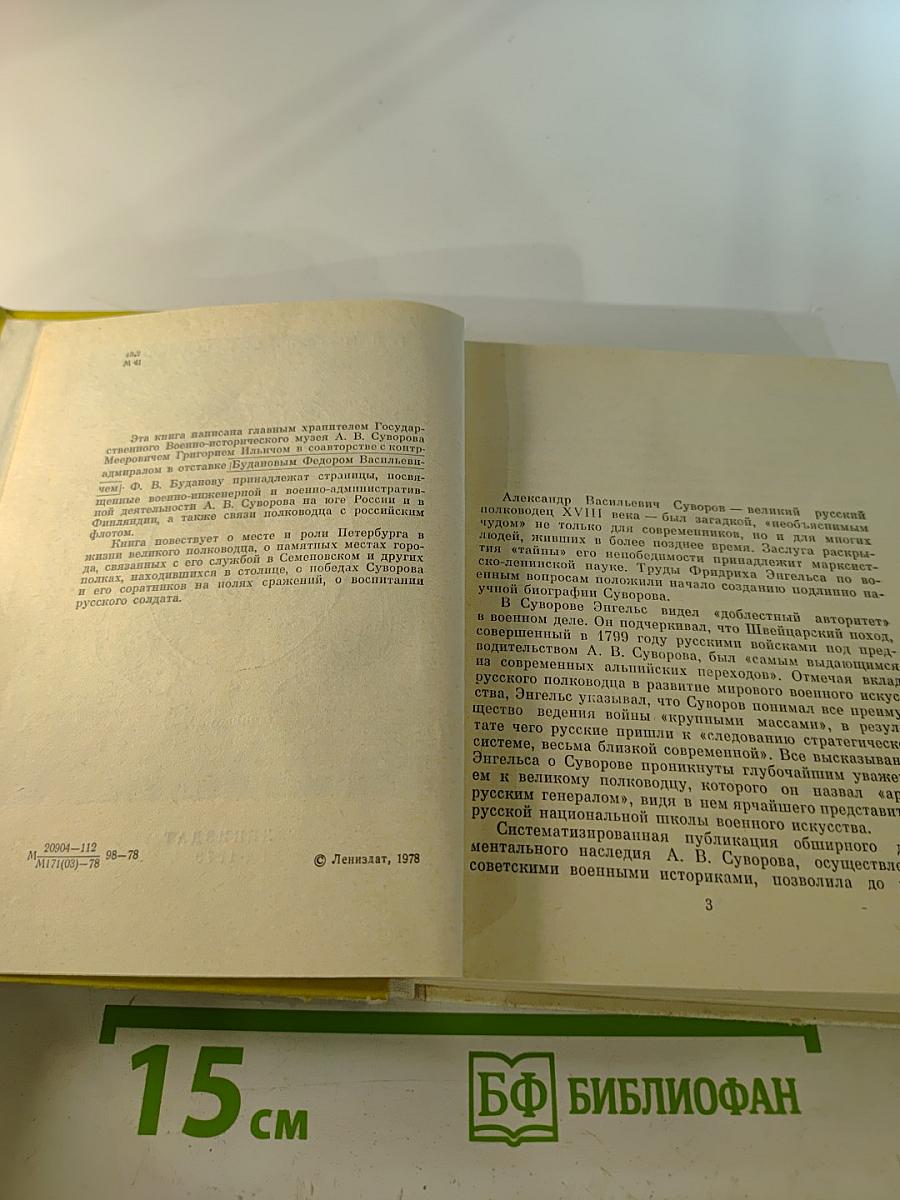 М 41
Эта книга написана главным хранителем Государ-
ственного Военно-исторического музея А. В. Суворова
Мееровичем Григорием Ильичом в соавторстве с контр-
адмиралом в отставке Будановым Федором Васильеви-
чем. Ф. В. Буданову принадлежат страницы, посвя-
щенные военно-инженерной и военно-административ-
ной деятельности А. В. Суворова на юге России и в
Финляндии, а также связи полководца с российским
флотом.
Книга повествует о месте и роли Петербурга в
жизни великого полководца, о памятных местах горо-
да, связанных с его службой в Семеновском и других
полках, находившихся в столице, о победах Суворова
и его соратников на полях сражений, о воспитании
русского солдата.
М 20904—112
М171(03)—78 98—78
© Лениздат, 1978
Александр Васильевич Суворов — великий русский
полководец XVIII века — был загадкой, «необъяснимым
чудом» не только для современников, но и для многих
людей, живших в более позднее время. Заслуга раскры-
тия «тайны» его непобедимости принадлежит марксист-
ско-ленинской науке. Труды Фридриха Энгельса по во-
енным вопросам положили начало созданию подлинно на-
учной биографии Суворова.
В Суворове Энгельс видел «доблестный авторитет»
в военном деле. Он подчеркивал, что Швейцарский поход,
совершенный в 1799 году русскими войсками под пред-
водительством А. В. Суворова, был «самым выдающимся
из современных альпийских переходов». Отмечая вклад
русского полководца в развитие мирового военного искус
ства, Энгельс указывал, что Суворов понимал все преиму
щество ведения войны «крупными массами», в резул
тате чего русские пришли к «следованию стратегическ
системе, весьма близкой современной». Все высказыван
Энгельса о Суворове проникнуты глубочайшим уваже
ем к великому полководцу, которого он назвал «ар
русским генералом», видя в нем ярчайшего представит
русской национальной школы военного искусства.
Систематизированная публикация обширного д
ментального наследия А. В. Суворова, осуществле
советскими военными историками, позволила до
3
15 см
БФ БИБЛИОФАН